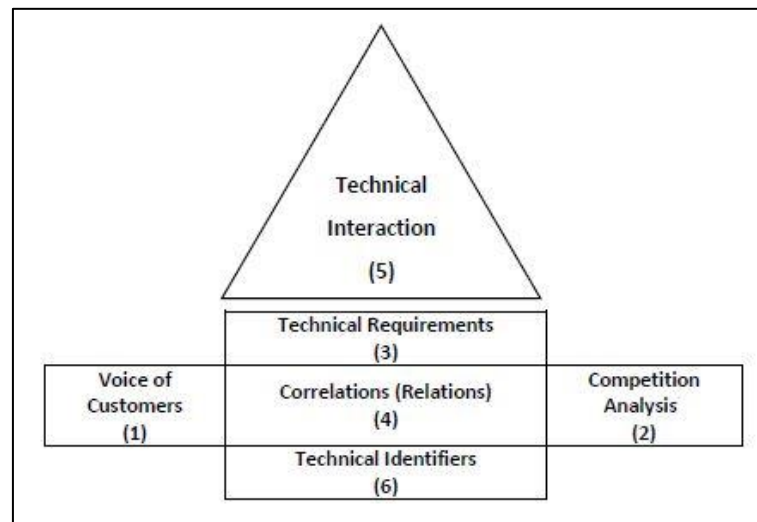 Technical
Interaction
(5)
Technical Requirements
(3)
Voice of
Customers
(1)
Correlations (Relations)
(4)
Competition
Analysis
(2)
Technical Identifiers
(6)